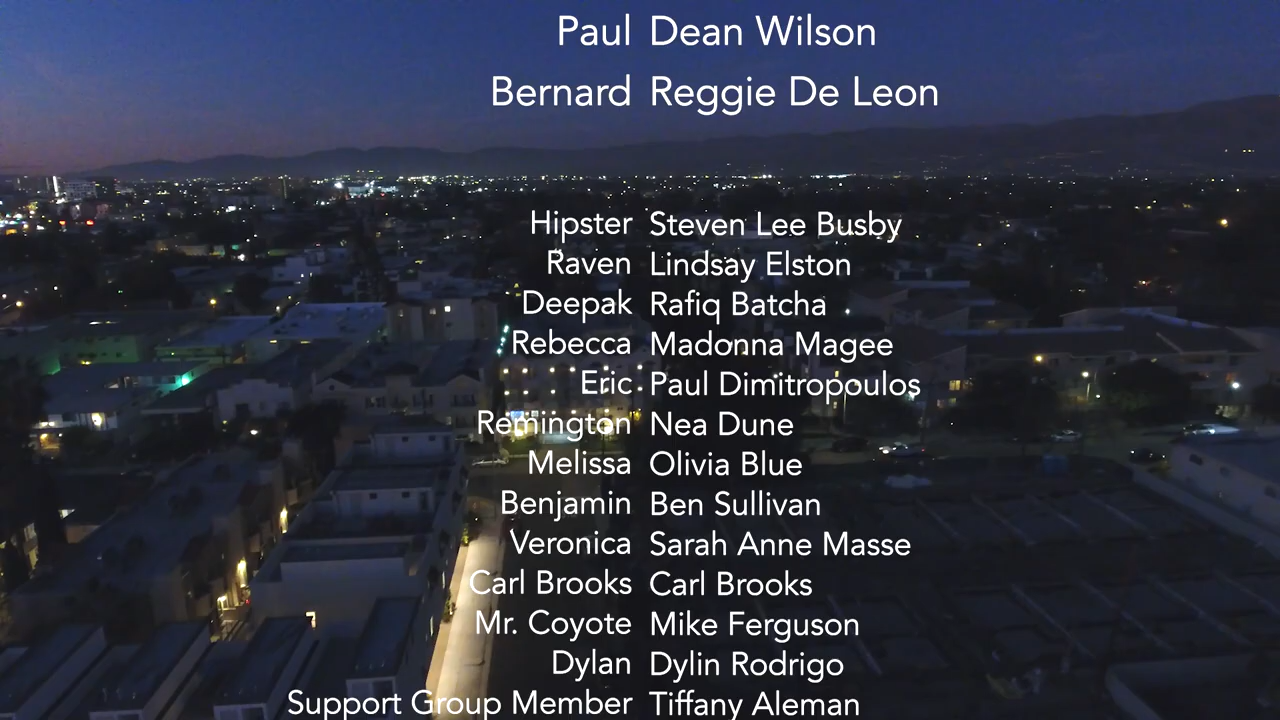 Paul Dean Wilson
Bernard Reggie De Leon
Hipster Steven Lee Busby
Raven Lindsay Elston
Deepak Rafiq Batcha
Rebecca Madonna Magee
Eric Paul Dimitropoulos
Remington Nea Dune
Melissa Olivia Blue
Benjamin Ben Sullivan
Veronica Sarah Anne Masse
Carl Brooks Carl Brooks
Mr. Coyote Mike Ferguson
Dylan Dylin Rodrigo
Support Group Member Tiffany Aleman